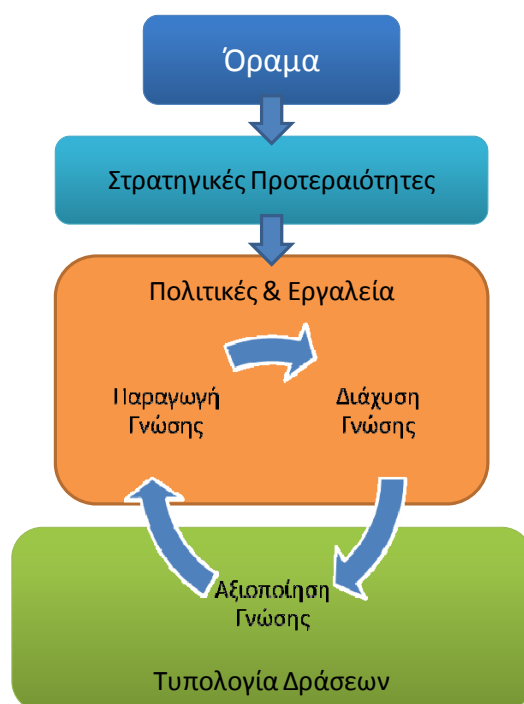 Όραμα
Στρατηγικές Προτεραιότητες
Πολιτικές & Εργαλεία
Παραγωγή
Γνώσης
Διάχυση
Γνώσης
Αξιοποίηση
Γνώσης
Τυπολογία Δράσεων